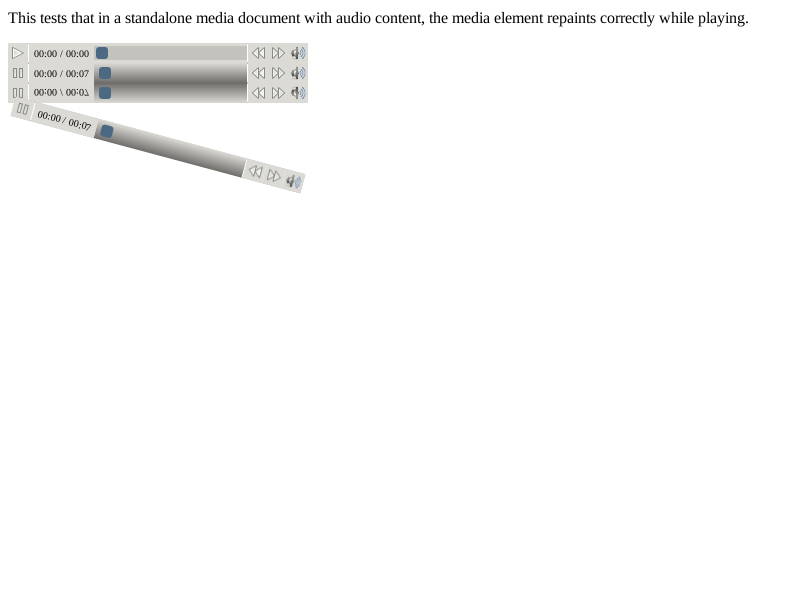 This tests that in a standalone media document with audio content, the media element repaints correctly while playing.
00:00 / 00:00
00:00 / 00:07
00:00 / 00:07
00:00 / 00:07